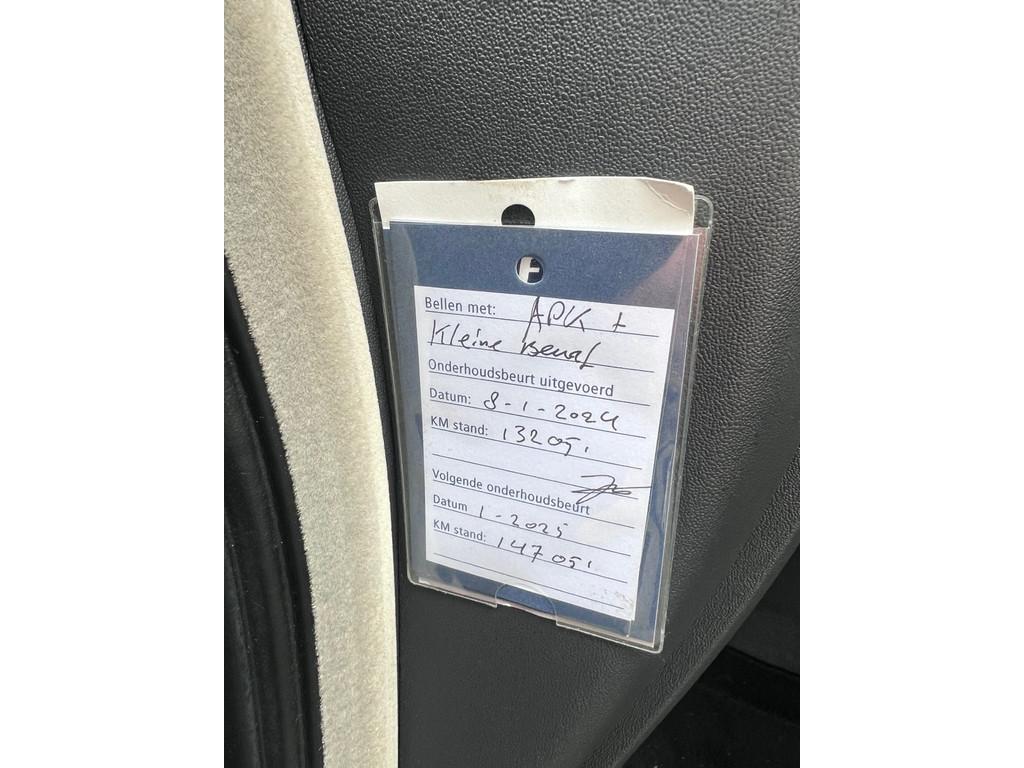 Bellen met: APK +
Kleine Beurt
Onderhoudsbeurt uitgevoerd
Datum: 8-1-2024
KM stand: 132051
Volgende onderhoudsbeurt
Datum 1-2025
KM stand: 147051